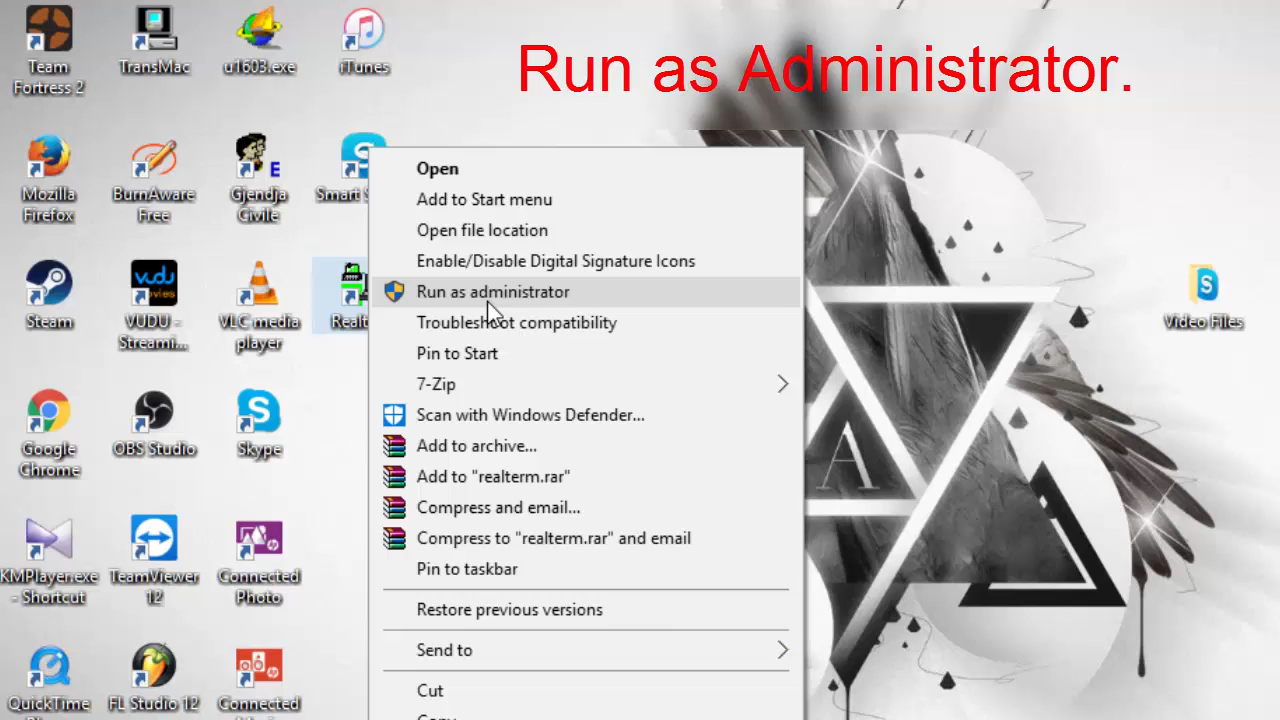 Run as Administrator.
Team
Fortress 2
TransMac
u1603.exe
iTunes
Mozilla
Firefox
BurnAware
Free
Gjendja
Civile
Smart
Steam
VUDU -
Streami...
VLC media
player
Realt
Google
Chrome
OBS Studio
Skype
KMPlayer.exe
- Shortcut
TeamViewer
12
Connected
Photo
QuickTime
FL Studio 12
Connected
Open
Add to Start menu
Open file location
Enable/Disable Digital Signature Icons
Run as administrator
Troubleshoot compatibility
Pin to Start
7-Zip
Scan with Windows Defender...
Add to archive...
Add to "realterm.rar"
Compress and email...
Compress to "realterm.rar" and email
Pin to taskbar
Restore previous versions
Send to
Cut
Video Files
A